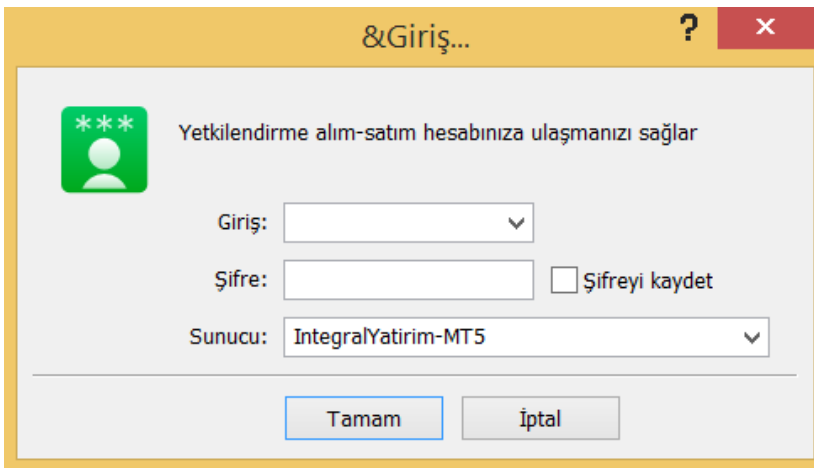 &Giriş...
?
x
***
Yetkilendirme alım-satım hesabınıza ulaşmanızı sağlar
Giriş:
Şifre:
Şifreyi kaydet
Sunucu: IntegralYatirim-MT5
Tamam
İptal